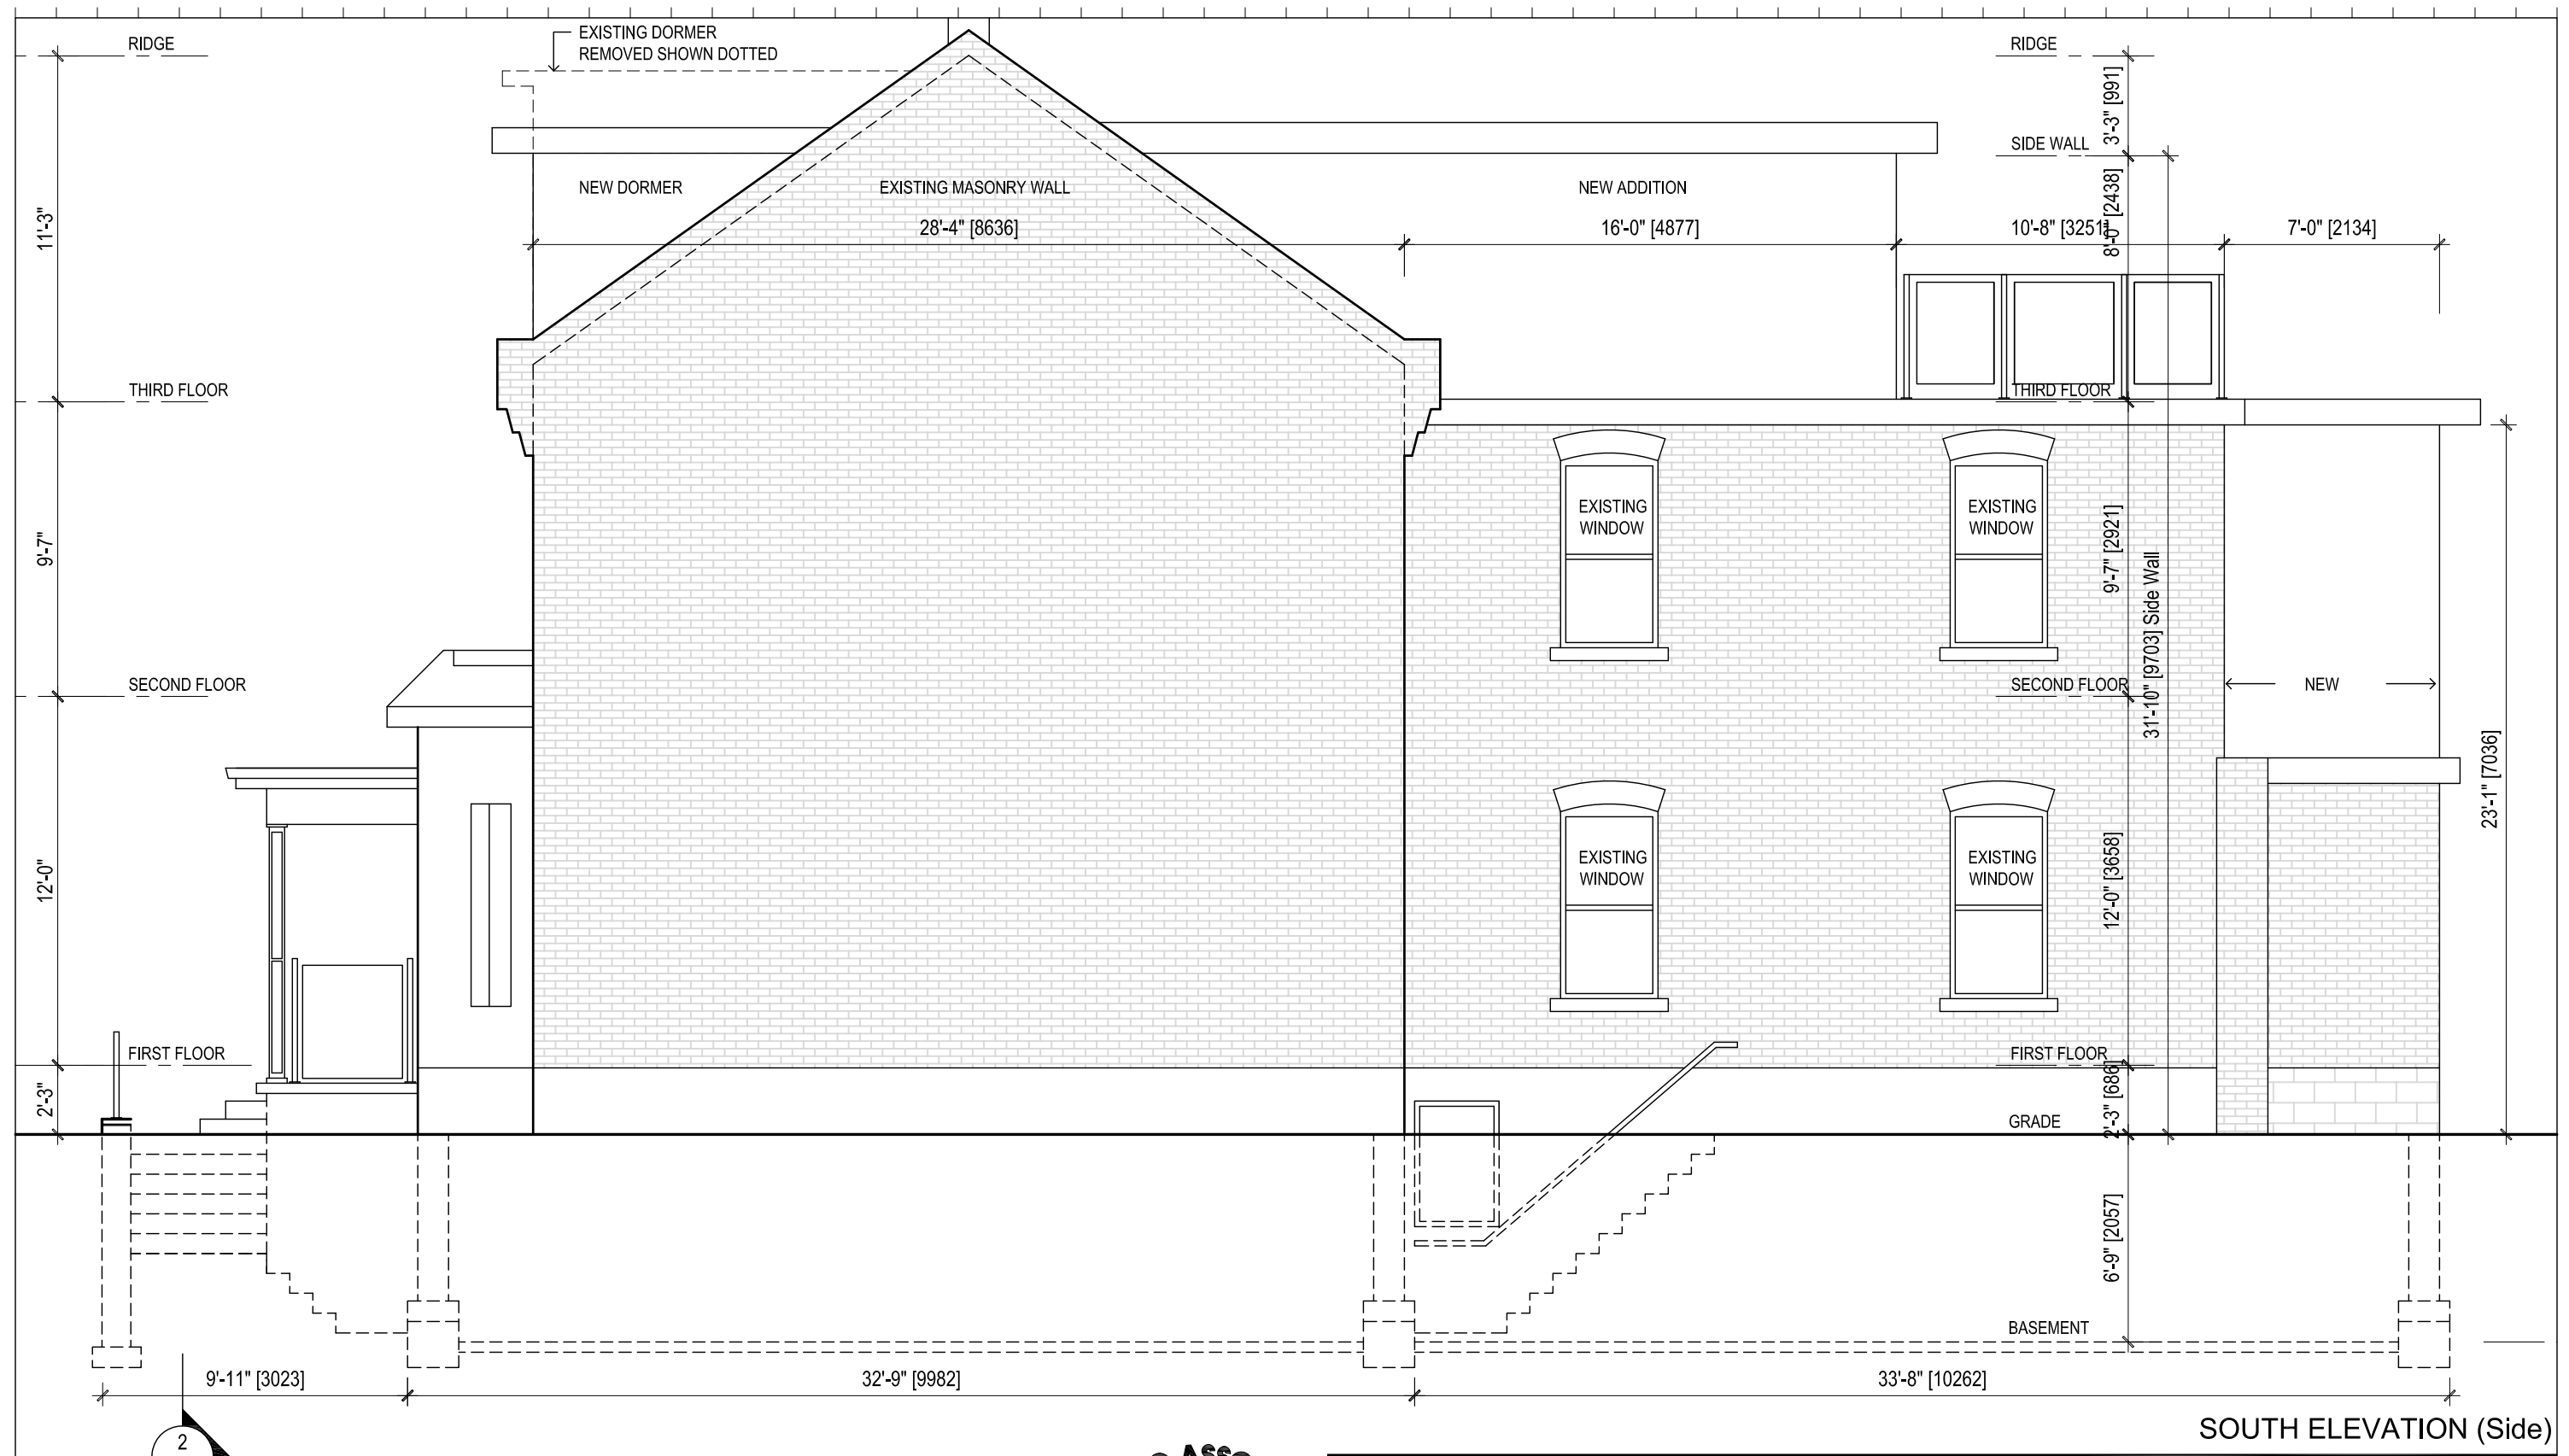 EXISTING DORMER
REMOVED SHOWN DOTTED
RIDGE
RIDGE
3'-3" [991]
SIDE WALL
NEW DORMER
EXISTING MASONRY WALL
NEW ADDITION
8'-0" [2438]
11'-3"
28'-4" [8636]
16'-0" [4877]
10'-8" [3251]
7'-0" [2134]
THIRD FLOOR
THIRD FLOOR
EXISTING
WINDOW
EXISTING
WINDOW
9'-7"
9'-7" [2921]
31'-10" [9703] Side Wall
SECOND FLOOR
SECOND FLOOR
NEW
23'-1" [7036]
EXISTING
WINDOW
EXISTING
WINDOW
12'-0"
12'-0" [3658]
FIRST FLOOR
FIRST FLOOR
2'-3"
2'-3" [686]
GRADE
6'-9" [2057]
BASEMENT
9'-11" [3023]
32'-9" [9982]
33'-8" [10262]
SOUTH ELEVATION (Side)
2